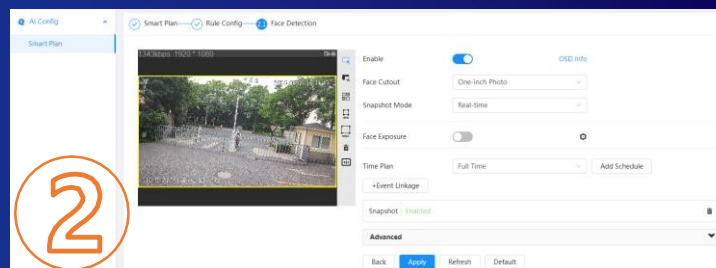 AI Config
Smart Plan
Smart Plan
Rule Config
2.1 Face Detection
1343kbps 1920*1080
Enable
OSD Info
Face Cutout
One-inch Photo
Snapshot Mode
Real-time
Face Exposure
Time Plan
Full Time
Add Schedule
+Event Linkage
Snapshot Enabled
Advanced
Back Apply Refresh Default
2